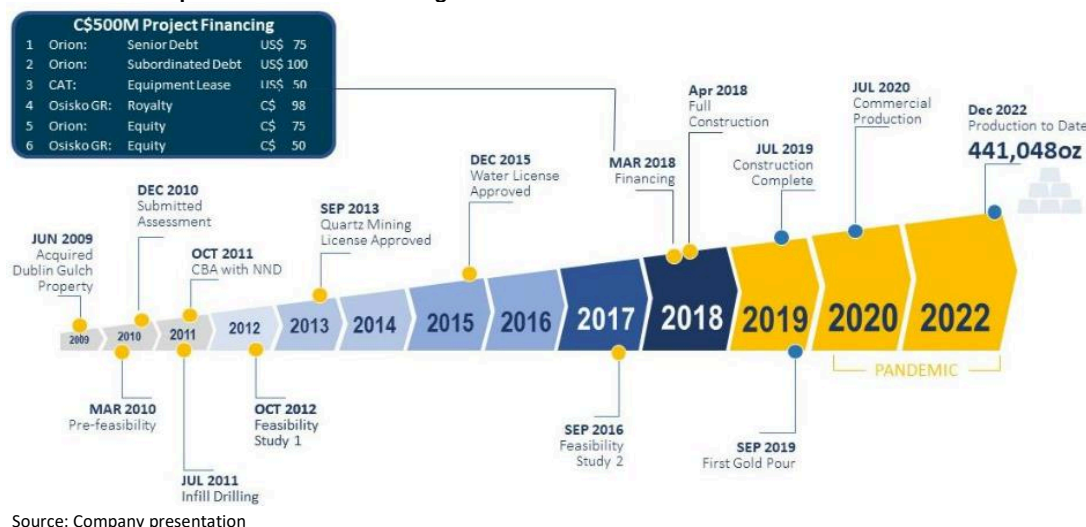 C$500M Project Financing
1 Orion: Senior Debt US$ 75
2 Orion: Subordinated Debt US$ 100
3 CAT: Equipment Lease US$ 50
4 Osisko GR: Royalty C$ 98
5 Orion: Equity C$ 75
6 Osisko GR: Equity C$ 50
JUN 2009
Acquired
Dublin Gulch
Property
DEC 2010
Submitted
Assessment
OCT 2011
CBA with NND
SEP 2013
Quartz Mining
License Approved
DEC 2015
Water License
Approved
MAR 2018
Financing
Apr 2018
Full
Construction
JUL 2019
Construction
Complete
JUL 2020
Commercial
Production
Dec 2022
Production to Date
441,048oz
2009
2010
2011
2012
2013
2014
2015
2016
2017
2018
2019
2020
2022
PANDEMIC
MAR 2010
Pre-feasibility
JUL 2011
Infill Drilling
OCT 2012
Feasibility
Study 1
SEP 2016
Feasibility
Study 2
SEP 2019
First Gold Pour
Source: Company presentation